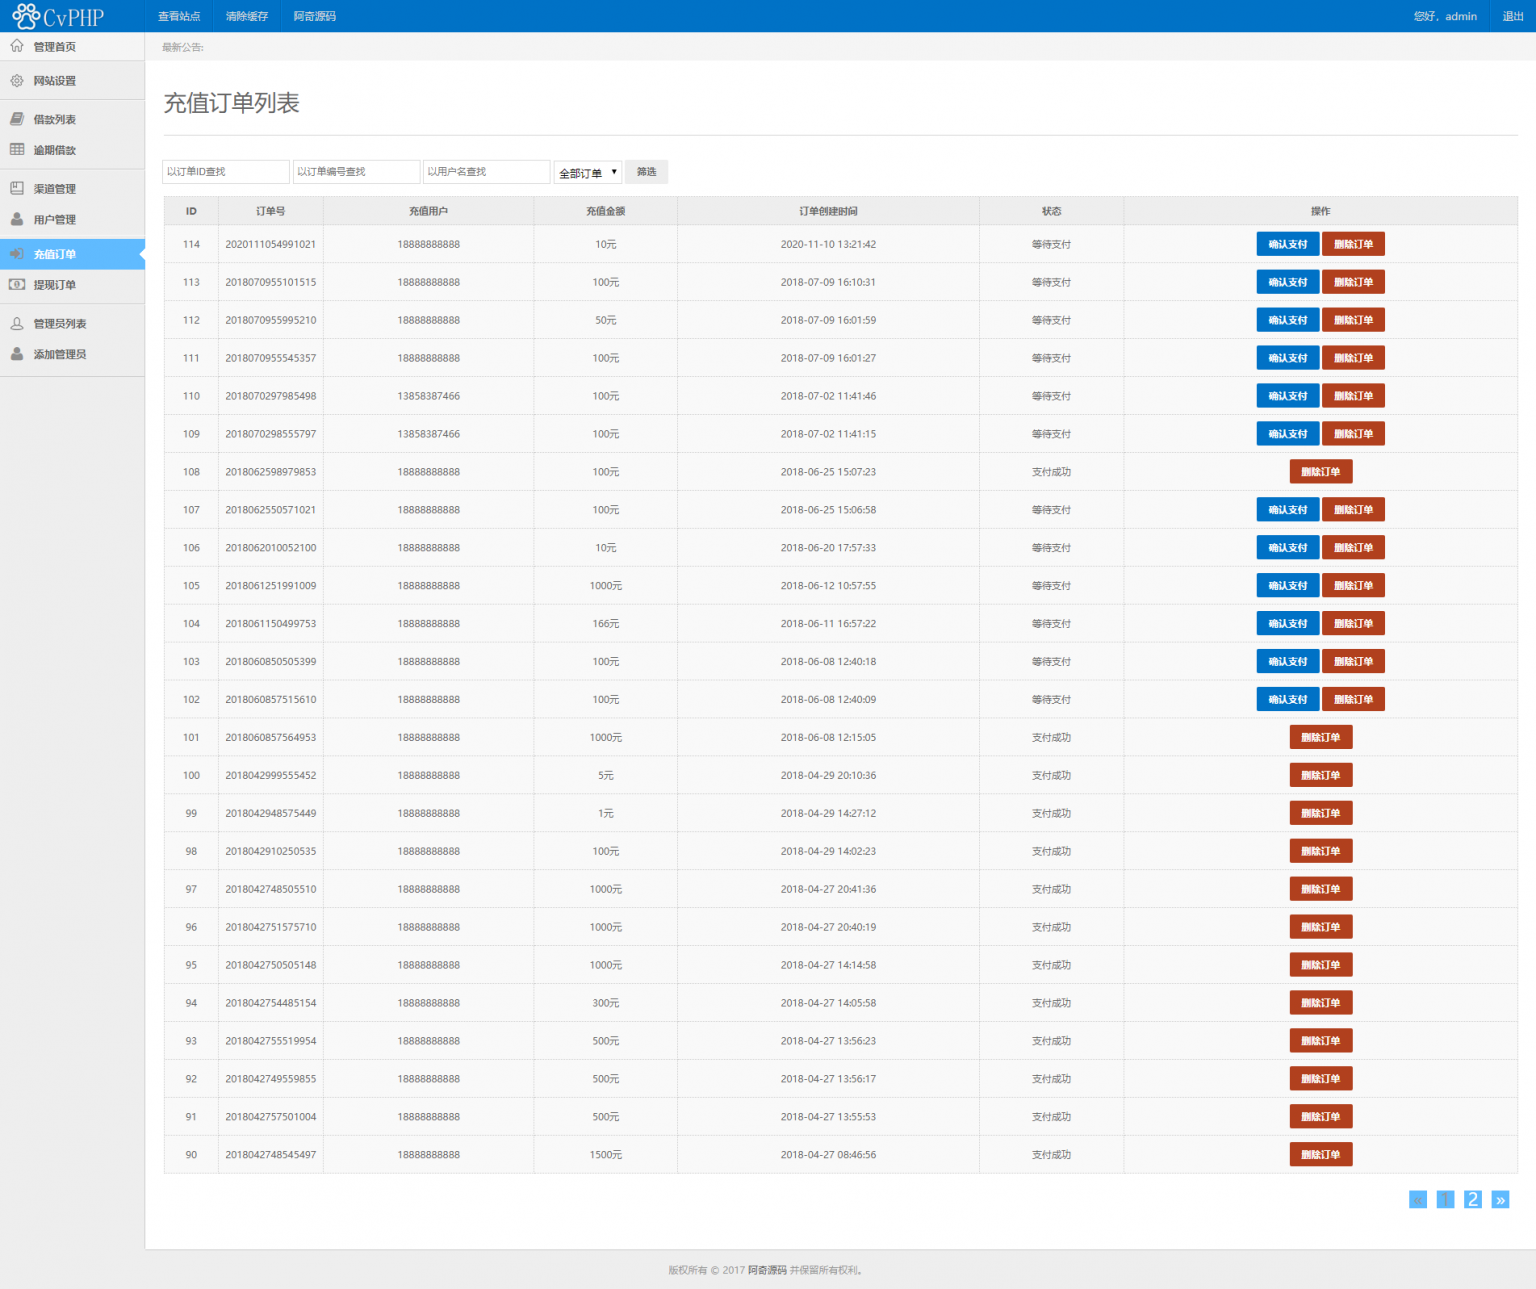 CvPHP 查看站点 清除缓存 阿奇源码 您好，admin 退出
管理首页
最新公告:
网站设置
借款列表
逾期借款
渠道管理
用户管理
充值订单
提现订单
管理员列表
添加管理员
充值订单列表
以订单ID查找 以订单编号查找 以用户名查找 全部订单 筛选
ID 订单号 充值用户 充值金额 订单创建时间 状态 操作
114 2020111054991021 18888888888 10元 2020-11-10 13:21:42 等待支付 确认支付 删除订单
113 2018070955101515 18888888888 100元 2018-07-09 16:10:31 等待支付 确认支付 删除订单
112 2018070955995210 18888888888 50元 2018-07-09 16:01:59 等待支付 确认支付 删除订单
111 2018070955545357 18888888888 100元 2018-07-09 16:01:27 等待支付 确认支付 删除订单
110 2018070297985498 13858387466 100元 2018-07-02 11:41:46 等待支付 确认支付 删除订单
109 2018070298555797 13858387466 100元 2018-07-02 11:41:15 等待支付 确认支付 删除订单
108 2018062598979853 18888888888 100元 2018-06-25 15:07:23 支付成功 删除订单
107 2018062550571021 18888888888 100元 2018-06-25 15:06:58 等待支付 确认支付 删除订单
106 2018062010052100 18888888888 10元 2018-06-20 17:57:33 等待支付 确认支付 删除订单
105 2018061251991009 18888888888 1000元 2018-06-12 10:57:55 等待支付 确认支付 删除订单
104 2018061150499753 18888888888 166元 2018-06-11 16:57:22 等待支付 确认支付 删除订单
103 2018060850505399 18888888888 100元 2018-06-08 12:40:18 等待支付 确认支付 删除订单
102 2018060857515610 18888888888 100元 2018-06-08 12:40:09 等待支付 确认支付 删除订单
101 2018060857564953 18888888888 1000元 2018-06-08 12:15:05 支付成功 删除订单
100 2018042999555452 18888888888 5元 2018-04-29 20:10:36 支付成功 删除订单
99 2018042948575449 18888888888 1元 2018-04-29 14:27:12 支付成功 删除订单
98 2018042910250535 18888888888 100元 2018-04-29 14:02:23 支付成功 删除订单
97 2018042748505510 18888888888 1000元 2018-04-27 20:41:36 支付成功 删除订单
96 2018042751575710 18888888888 1000元 2018-04-27 20:40:19 支付成功 删除订单
95 2018042750505148 18888888888 1000元 2018-04-27 14:14:58 支付成功 删除订单
94 2018042754485154 18888888888 300元 2018-04-27 14:05:58 支付成功 删除订单
93 2018042755519954 18888888888 500元 2018-04-27 13:56:23 支付成功 删除订单
92 2018042749559855 18888888888 500元 2018-04-27 13:56:17 支付成功 删除订单
91 2018042757501004 18888888888 500元 2018-04-27 13:55:53 支付成功 删除订单
90 2018042748545497 18888888888 1500元 2018-04-27 08:46:56 支付成功 删除订单
« 1 2 »
版权所有 © 2017 阿奇源码 并保留所有权利。